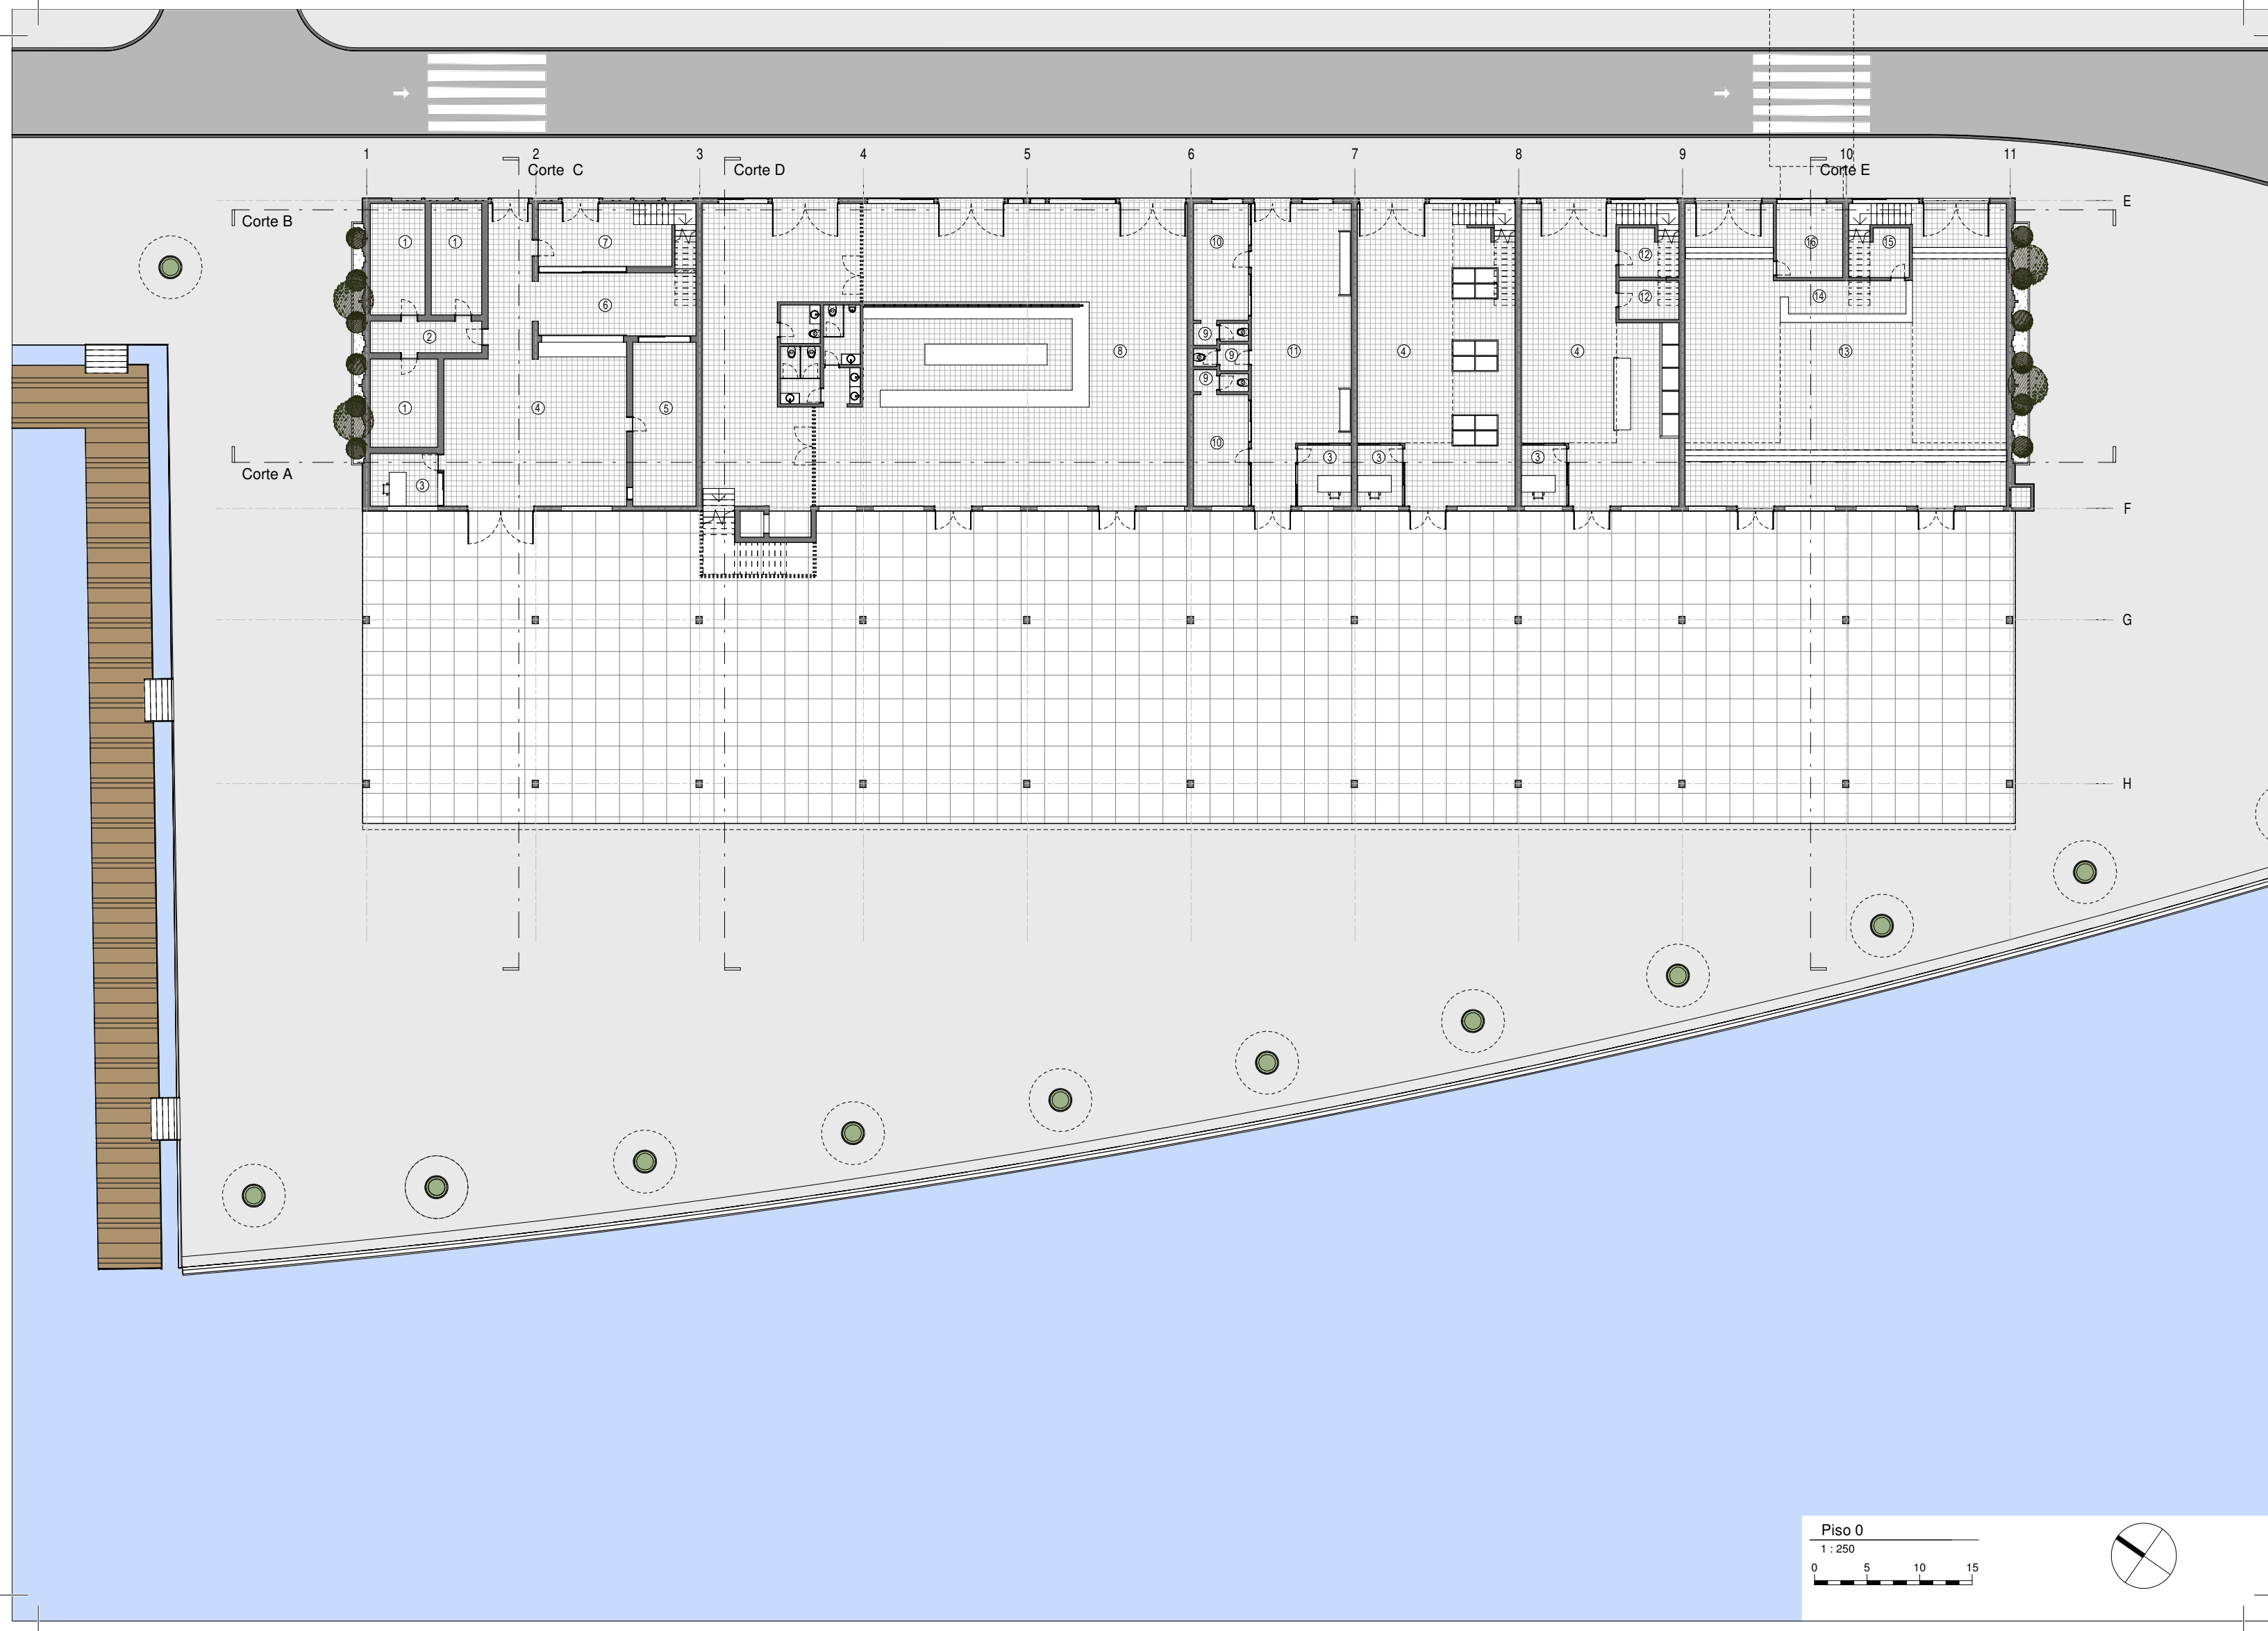 1 2 3 4 5 6 7 8 9 10 11
Corte C Corte D Corte E
E
Corte B
1 1 7 10 12 16 15
12 14
6
2 9
8 9 11 4 4 13
9
4 5 1
10
3 3 3
Corte A
3
F
G
H
Piso 0
1 : 250
0 5 10 15